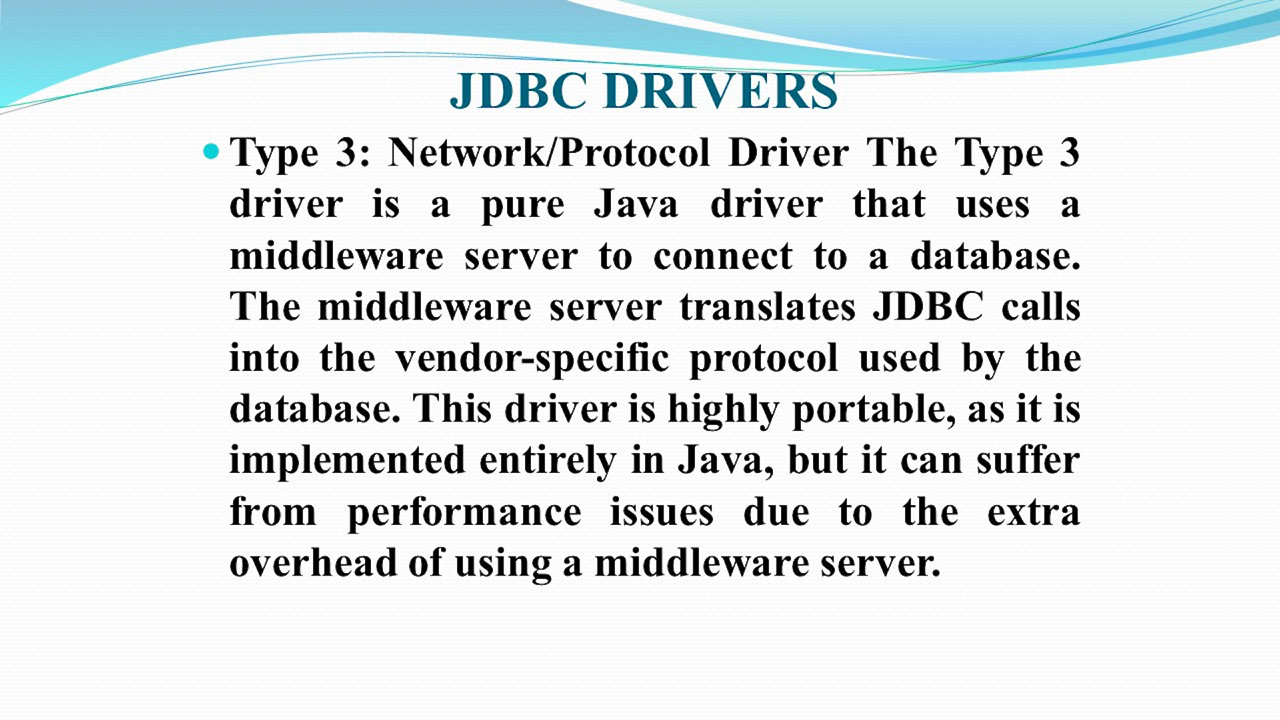 JDBC DRIVERS
• Type 3: Network/Protocol Driver The Type 3
driver is a pure Java driver that uses a
middleware server to connect to a database.
The middleware server translates JDBC calls
into the vendor-specific protocol used by the
database. This driver is highly portable, as it is
implemented entirely in Java, but it can suffer
from performance issues due to the extra
overhead of using a middleware server.